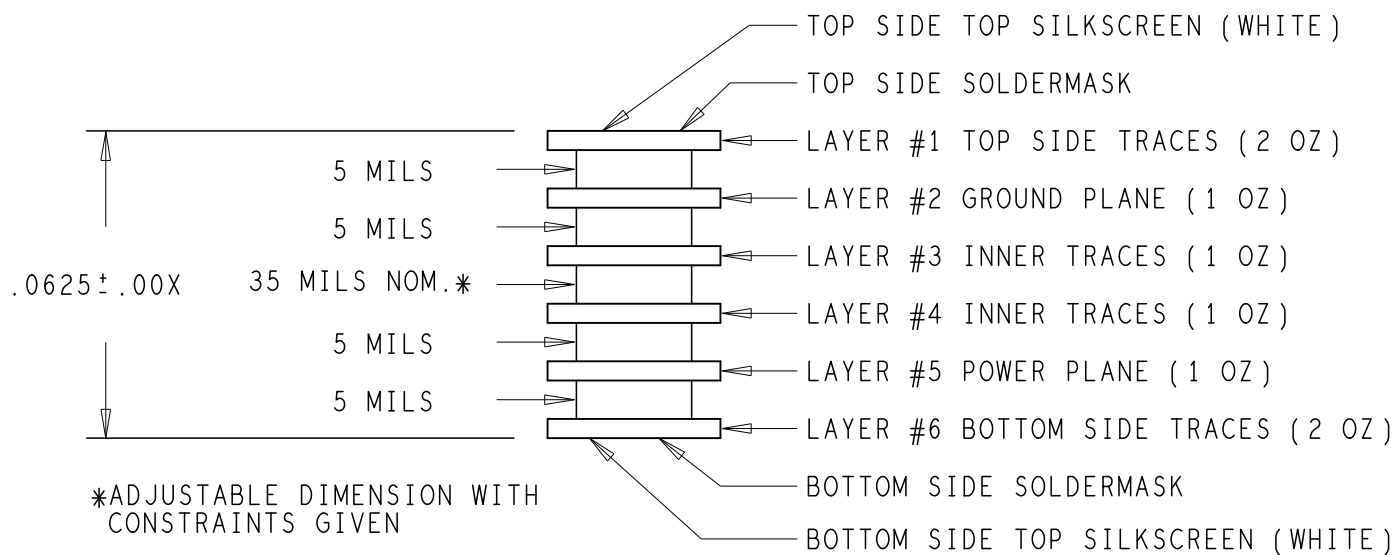 TOP SIDE TOP SILKSCREEN (WHITE)
TOP SIDE SOLDERMASK
LAYER #1 TOP SIDE TRACES (2 OZ)
5 MILS
LAYER #2 GROUND PLANE (1 OZ)
5 MILS
LAYER #3 INNER TRACES (1 OZ)
.0625±.00X
35 MILS NOM.*
LAYER #4 INNER TRACES (1 OZ)
5 MILS
LAYER #5 POWER PLANE (1 OZ)
5 MILS
LAYER #6 BOTTOM SIDE TRACES (2 OZ)
*ADJUSTABLE DIMENSION WITH
CONSTRAINTS GIVEN
BOTTOM SIDE SOLDERMASK
BOTTOM SIDE TOP SILKSCREEN (WHITE)